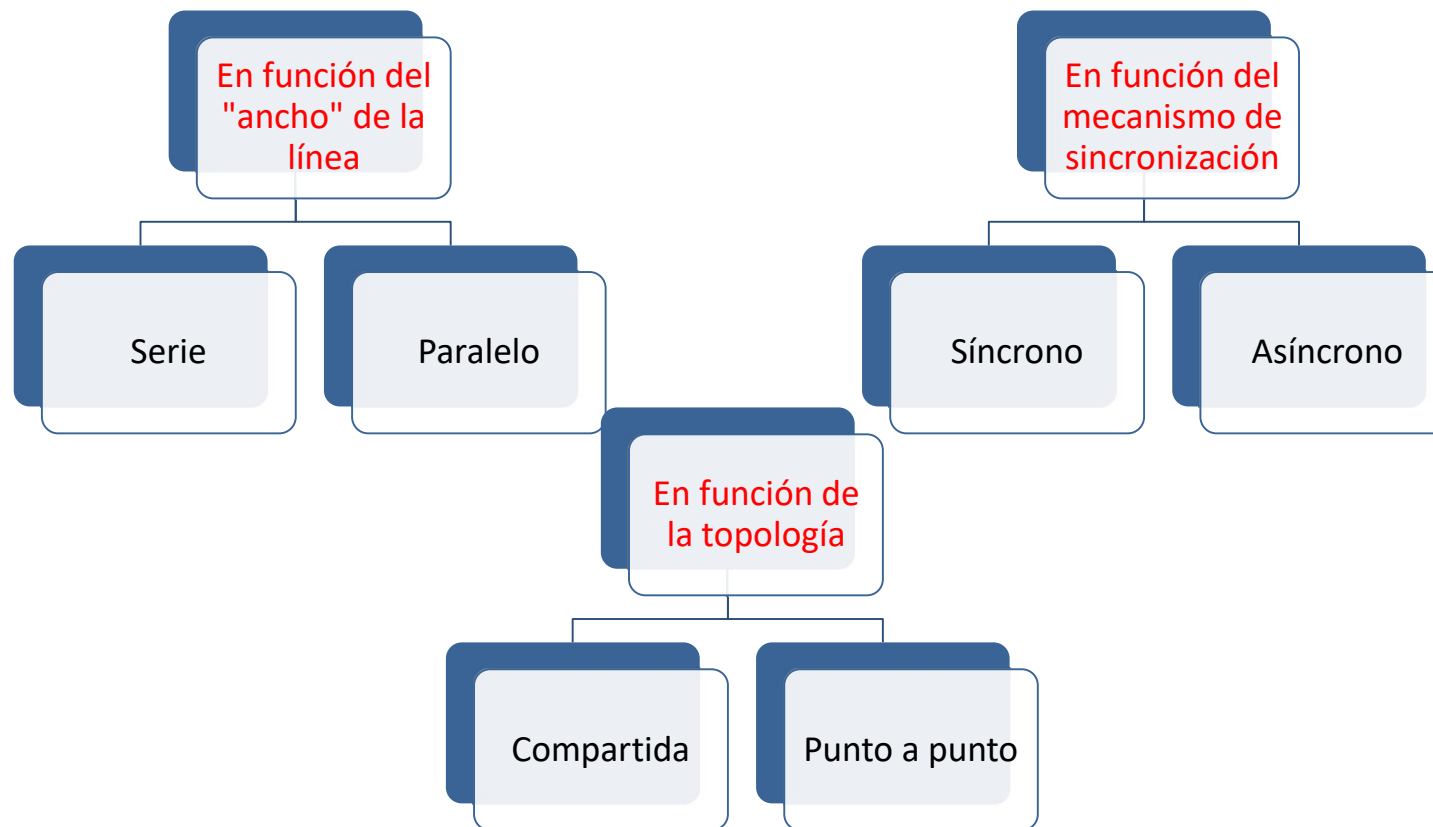 En función del
"ancho" de la
línea
Serie
Paralelo
En función del
mecanismo de
sincronización
Síncrono
Asíncrono
En función de
la topología
Compartida
Punto a punto